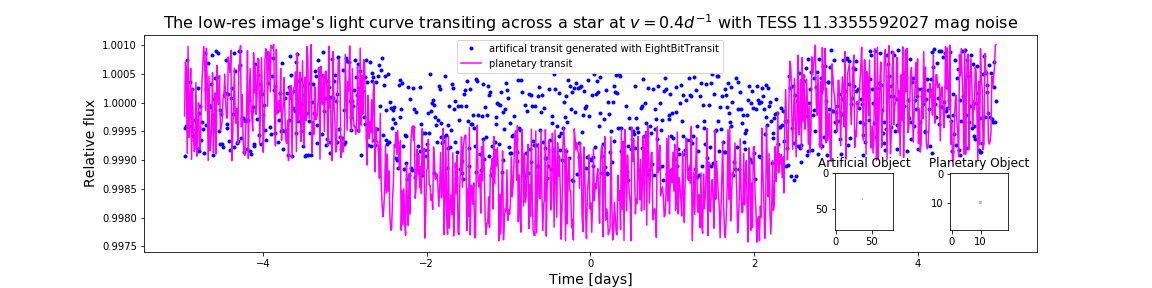 The low-res image's light curve transiting across a star at v = 0.4d⁻¹ with TESS 11.3355592027 mag noise
artifical transit generated with EightBitTransit
planetary transit
Relative flux
1.0010
1.0005
1.0000
0.9995
0.9990
0.9985
0.9980
0.9975
Artificial Object
0
50
0 50
Planetary Object
0
10
0 10
−4 −2 0 2 4
Time [days]